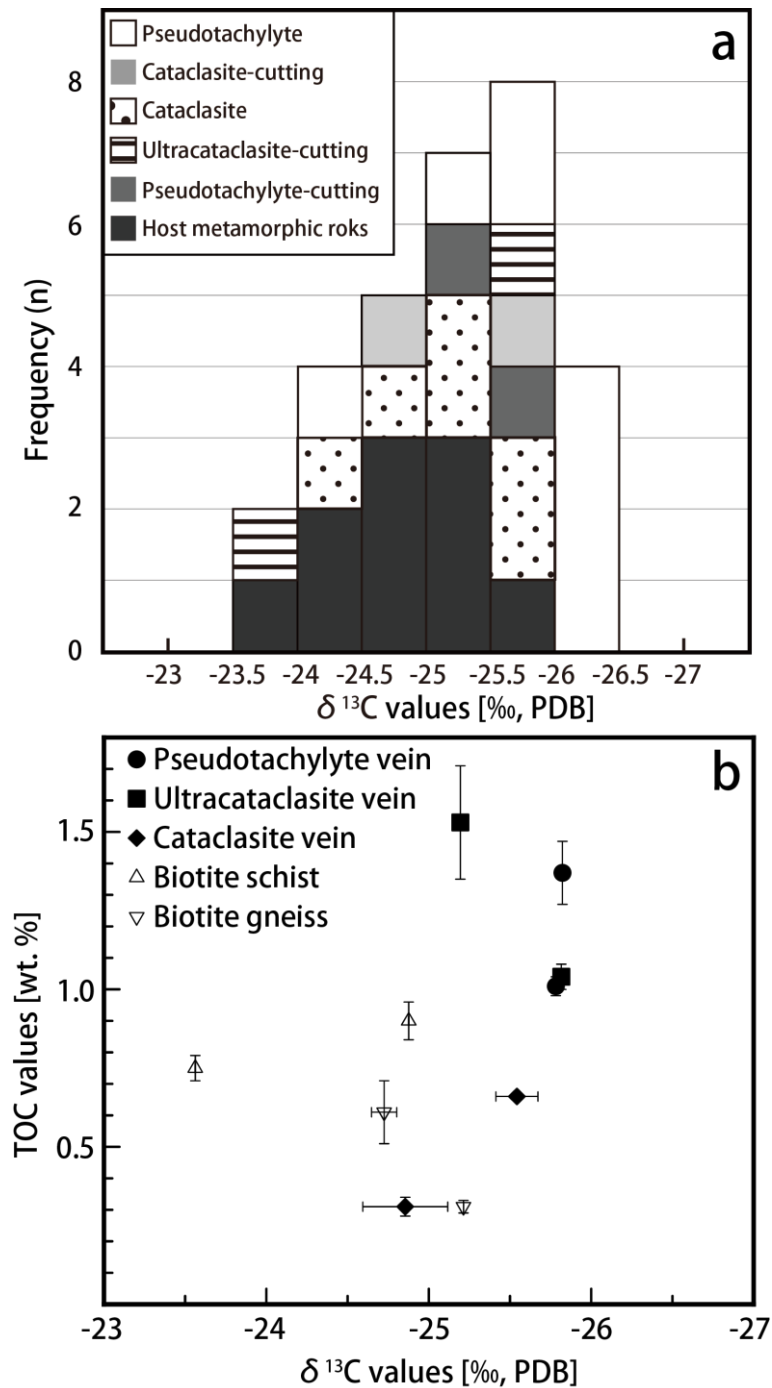 a
Pseudotachylyte
Cataclasite-cutting
Cataclasite
Ultracataclasite-cutting
Pseudotachylyte-cutting
Host metamorphic roks
Frequency (n)
8
6
4
2
0
-23 -23.5 -24 -24.5 -25 -25.5 -26 -26.5 -27
δ ¹³C values [‰, PDB]
b
Pseudotachylyte vein
Ultracataclasite vein
Cataclasite vein
Biotite schist
Biotite gneiss
TOC values [wt. %]
1.5
1.0
0.5
-23 -24 -25 -26 -27
δ ¹³C values [‰, PDB]